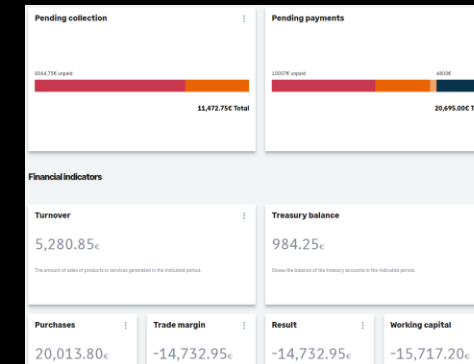 Pending collection
Pending payments
8064.75€ unpaid
10007€ unpaid
4800€
11,472.75€ Total
20,695.00€ T
Financial indicators
Turnover
Treasury balance
5,280.85€
984.25€
The amount of sales of products or services generated in the indicated period.
Shows the balance of the treasury accounts in the indicated period.
Purchases
Trade margin
Result
Working capital
20,013.80€
-14,732.95€
-14,732.95€
-15,717.20€